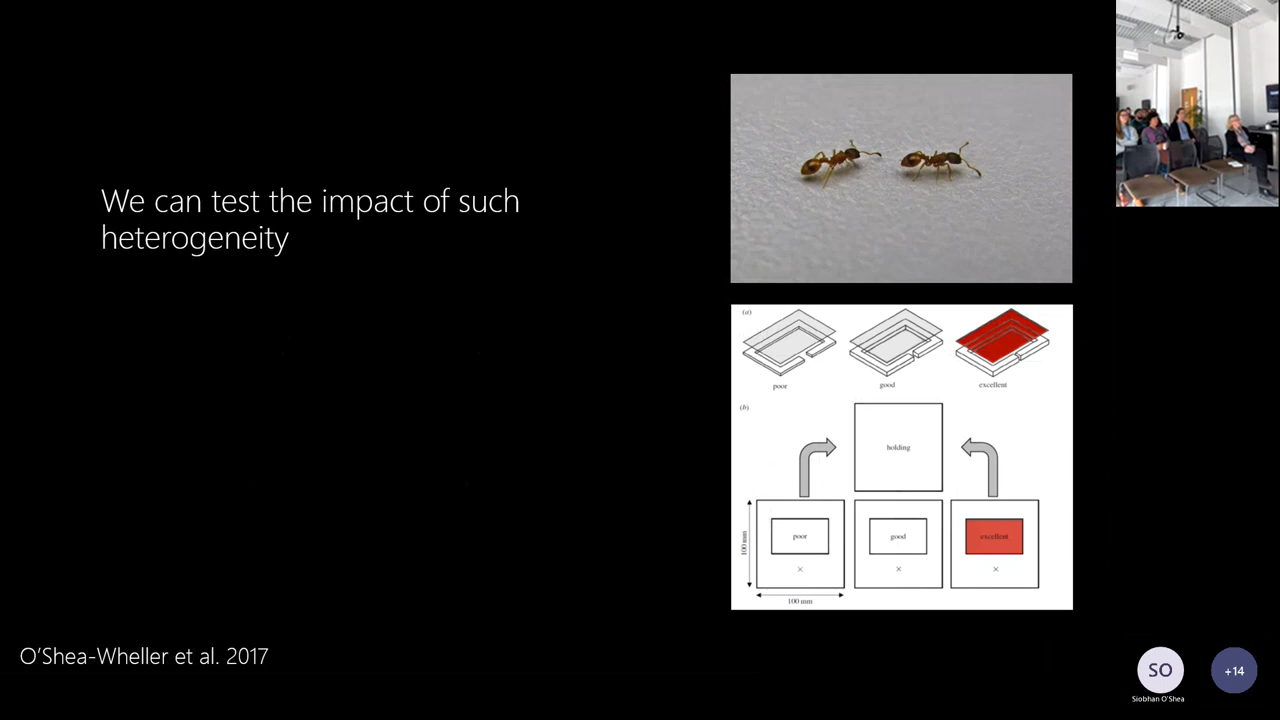 We can test the impact of such
heterogeneity
(a)
poor
good
excellent
(b)
holding
poor
good
excellent
100 mm
100 mm
O'Shea-Wheller et al. 2017
SO
+14
Siobhan O'Shea